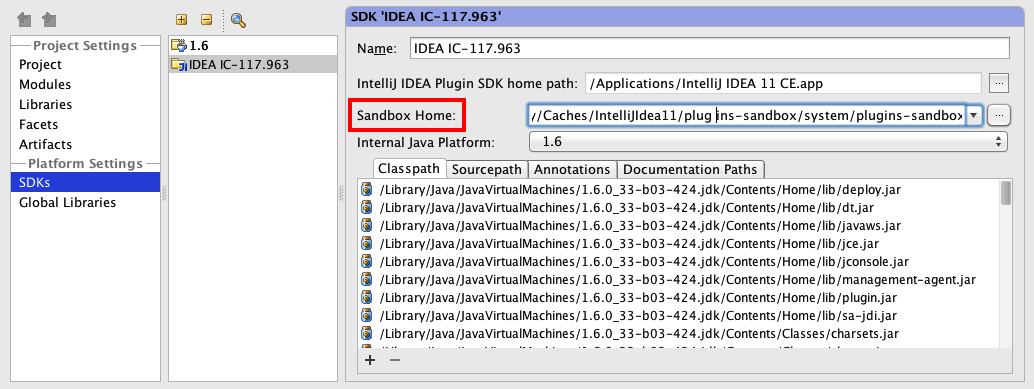 SDK 'IDEA IC-117.963'
Project Settings
Project
Modules
Libraries
Facets
Artifacts
Platform Settings
SDKs
Global Libraries
1.6
IDEA IC-117.963
Name: IDEA IC-117.963
IntelliJ IDEA Plugin SDK home path: /Applications/IntelliJ IDEA 11 CE.app ...
Sandbox Home: //Caches/IntelliJIdea11/plugins-sandbox/system/plugins-sandbox ...
Internal Java Platform: 1.6
Classpath Sourcepath Annotations Documentation Paths
/Library/Java/JavaVirtualMachines/1.6.0_33-b03-424.jdk/Contents/Home/lib/deploy.jar
/Library/Java/JavaVirtualMachines/1.6.0_33-b03-424.jdk/Contents/Home/lib/dt.jar
/Library/Java/JavaVirtualMachines/1.6.0_33-b03-424.jdk/Contents/Home/lib/javaws.jar
/Library/Java/JavaVirtualMachines/1.6.0_33-b03-424.jdk/Contents/Home/lib/jce.jar
/Library/Java/JavaVirtualMachines/1.6.0_33-b03-424.jdk/Contents/Home/lib/jconsole.jar
/Library/Java/JavaVirtualMachines/1.6.0_33-b03-424.jdk/Contents/Home/lib/management-agent.jar
/Library/Java/JavaVirtualMachines/1.6.0_33-b03-424.jdk/Contents/Home/lib/plugin.jar
/Library/Java/JavaVirtualMachines/1.6.0_33-b03-424.jdk/Contents/Home/lib/sa-jdi.jar
/Library/Java/JavaVirtualMachines/1.6.0_33-b03-424.jdk/Contents/Classes/charsets.jar